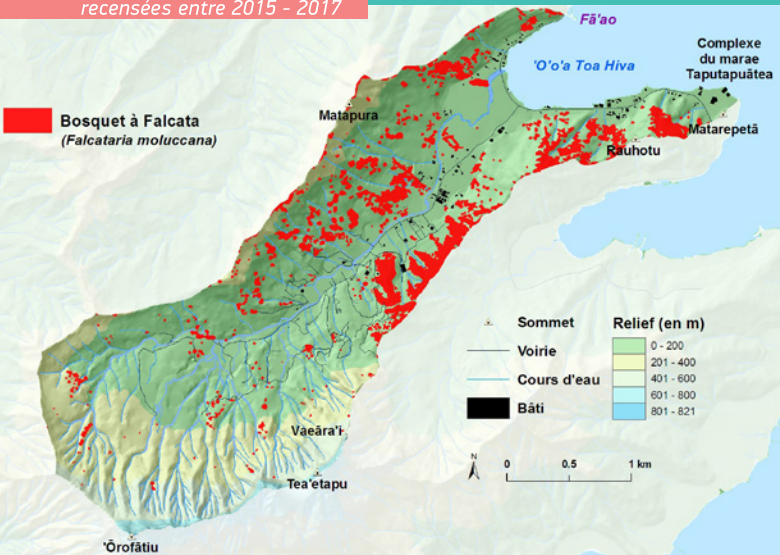 recensées entre 2015 - 2017
Fā'ao
Complexe
du marae
Taputapuātea
'O'o'a Toa Hiva
Matapura
Bosquet à Falcata
(Falcataria moluccana)
Matarepetā
Rauhotu
Sommet
Voirie
Cours d'eau
Bâti
Relief (en m)
0 - 200
201 - 400
401 - 600
601 - 800
801 - 821
Vaeāra'i
Tea'etapu
'Ōrofātiu
N
0 0.5 1 km